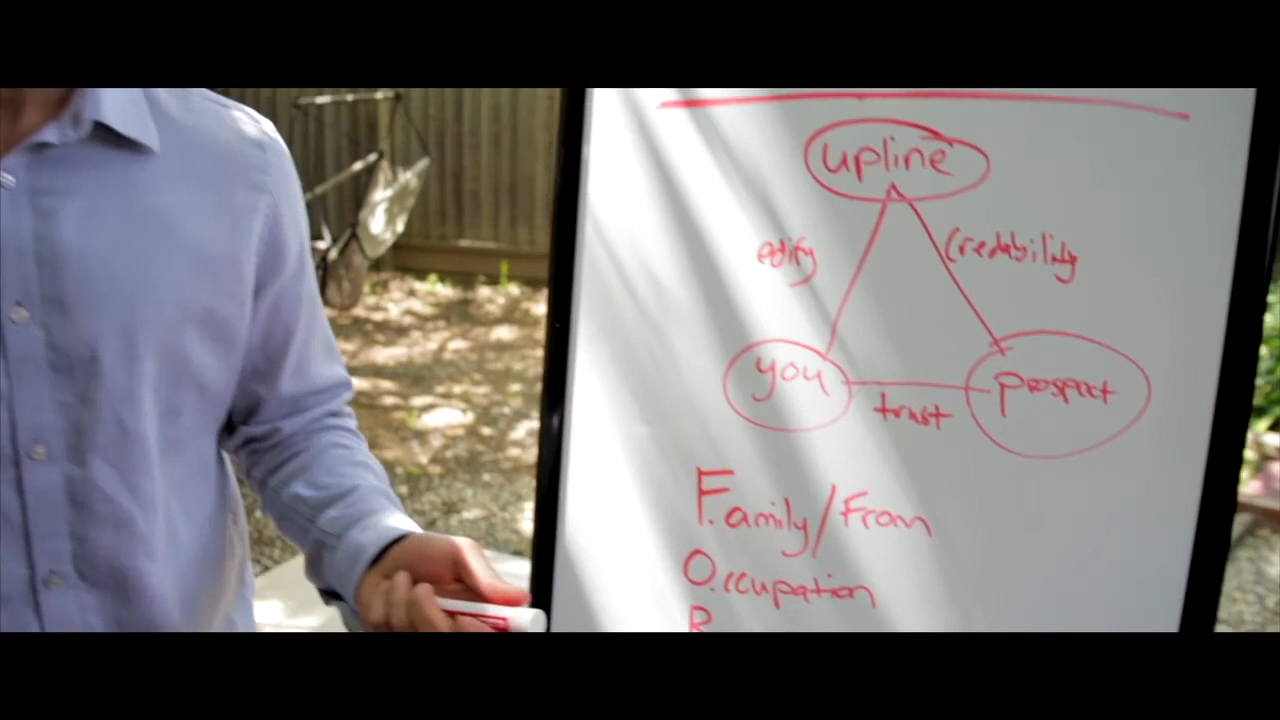 upline
edify credability
you prospect
trust
F.amily/From
O.ccupation
R